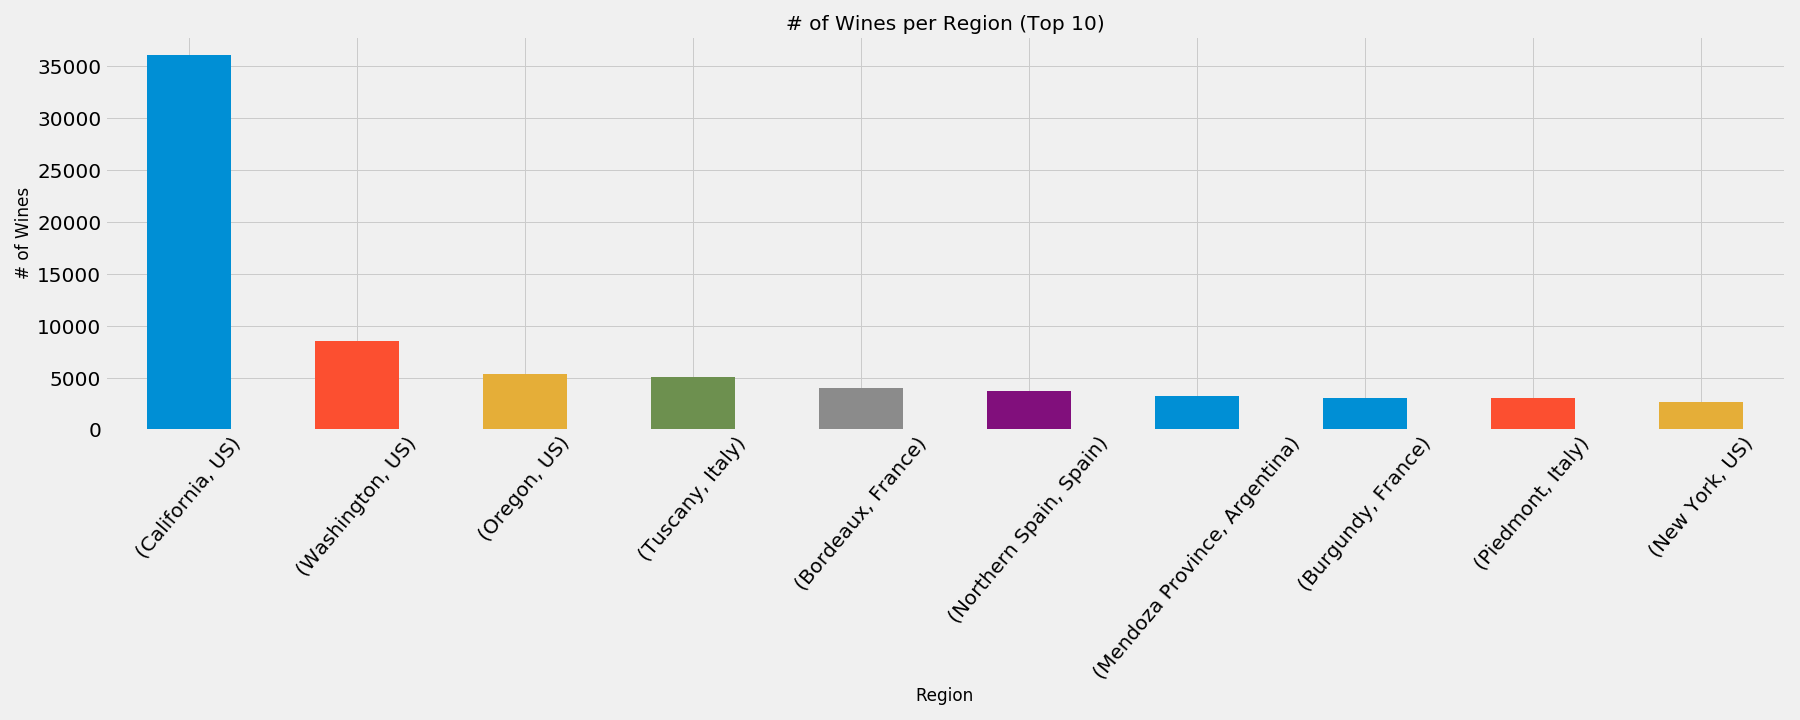 # of Wines per Region (Top 10)
# of Wines
35000
30000
25000
20000
15000
10000
5000
0
(California, US)
(Washington, US)
(Oregon, US)
(Tuscany, Italy)
(Bordeaux, France)
(Northern Spain, Spain)
(Mendoza Province, Argentina)
(Burgundy, France)
(Piedmont, Italy)
(New York, US)
Region